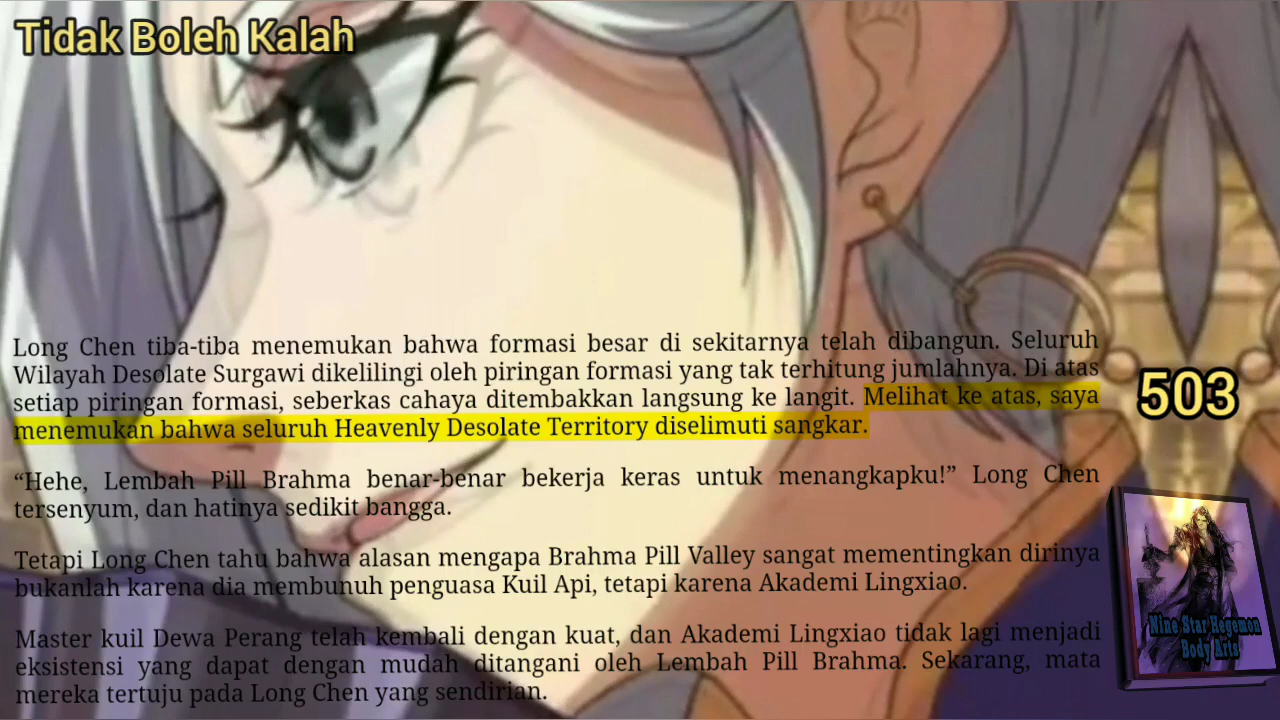 Tidak Boleh Kalah
Long Chen tiba-tiba menemukan bahwa formasi besar di sekitarnya telah dibangun. Seluruh
Wilayah Desolate Surgawi dikelilingi oleh piringan formasi yang tak terhitung jumlahnya. Di atas
setiap piringan formasi, seberkas cahaya ditembakkan langsung ke langit. Melihat ke atas, saya
menemukan bahwa seluruh Heavenly Desolate Territory diselimuti sangkar.
“Hehe, Lembah Pill Brahma benar-benar bekerja keras untuk menangkapku!” Long Chen
tersenyum, dan hatinya sedikit bangga.
Tetapi Long Chen tahu bahwa alasan mengapa Brahma Pill Valley sangat mementingkan dirinya
bukanlah karena dia membunuh penguasa Kuil Api, tetapi karena Akademi Lingxiao.
Master kuil Dewa Perang telah kembali dengan kuat, dan Akademi Lingxiao tidak lagi menjadi
eksistensi yang dapat dengan mudah ditangani oleh Lembah Pill Brahma. Sekarang, mata
mereka tertuju pada Long Chen yang sendirian.
503
Nine Star Hegemon
Body Arts